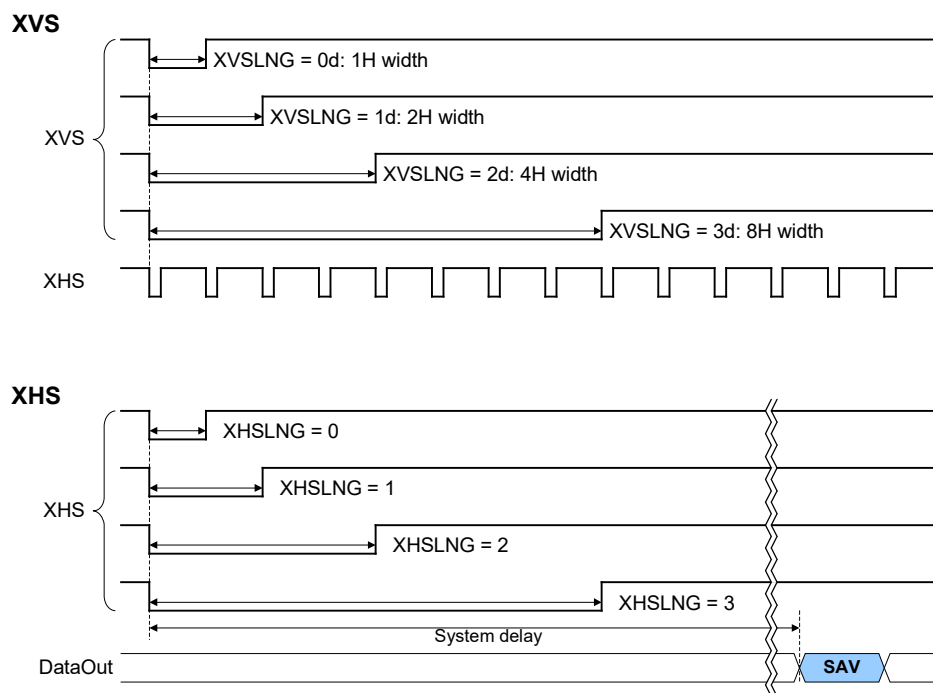 XVS
XVSLNG = 0d: 1H width
XVSLNG = 1d: 2H width
XVS
XVSLNG = 2d: 4H width
XVSLNG = 3d: 8H width
XHS
XHS
XHSLNG = 0
XHSLNG = 1
XHS
XHSLNG = 2
XHSLNG = 3
System delay
DataOut
SAV